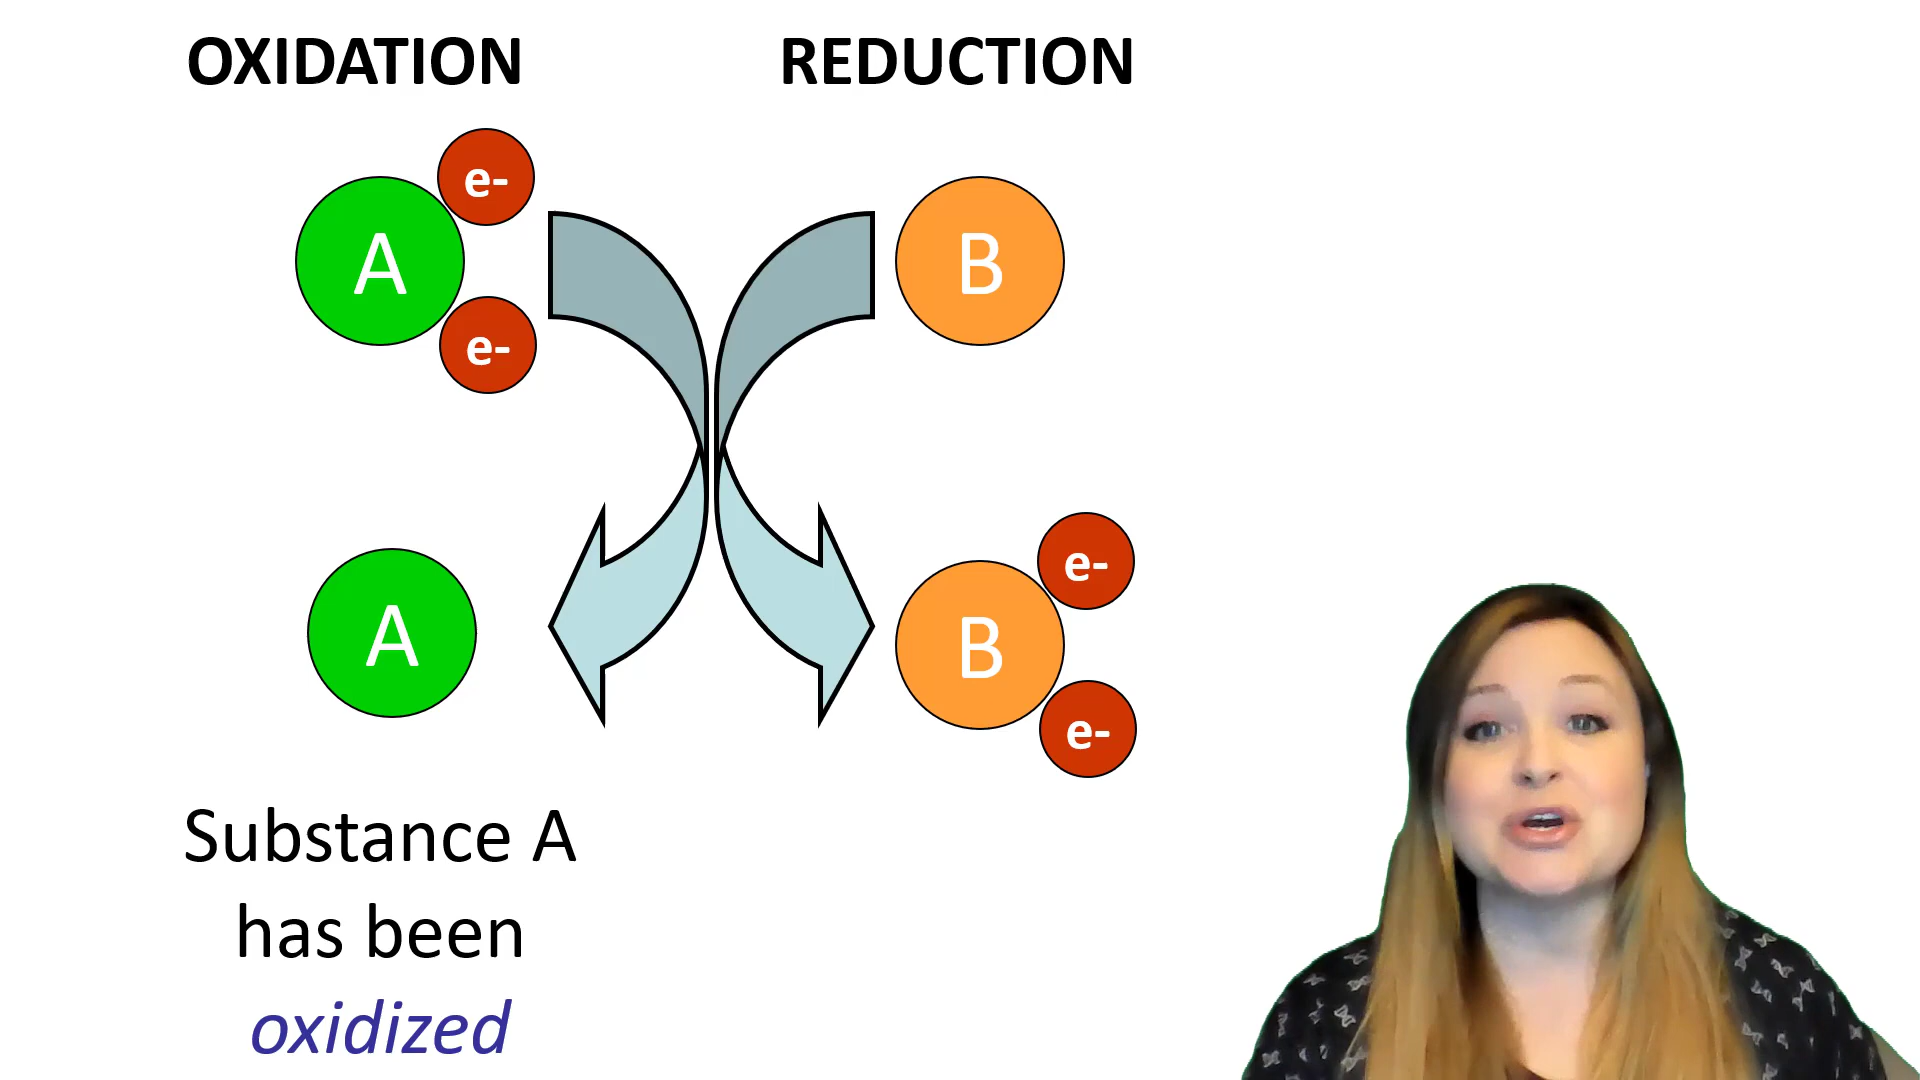 OXIDATION
REDUCTION
e-
A
e-
B
A
e-
B
e-
Substance A
has been
oxidized